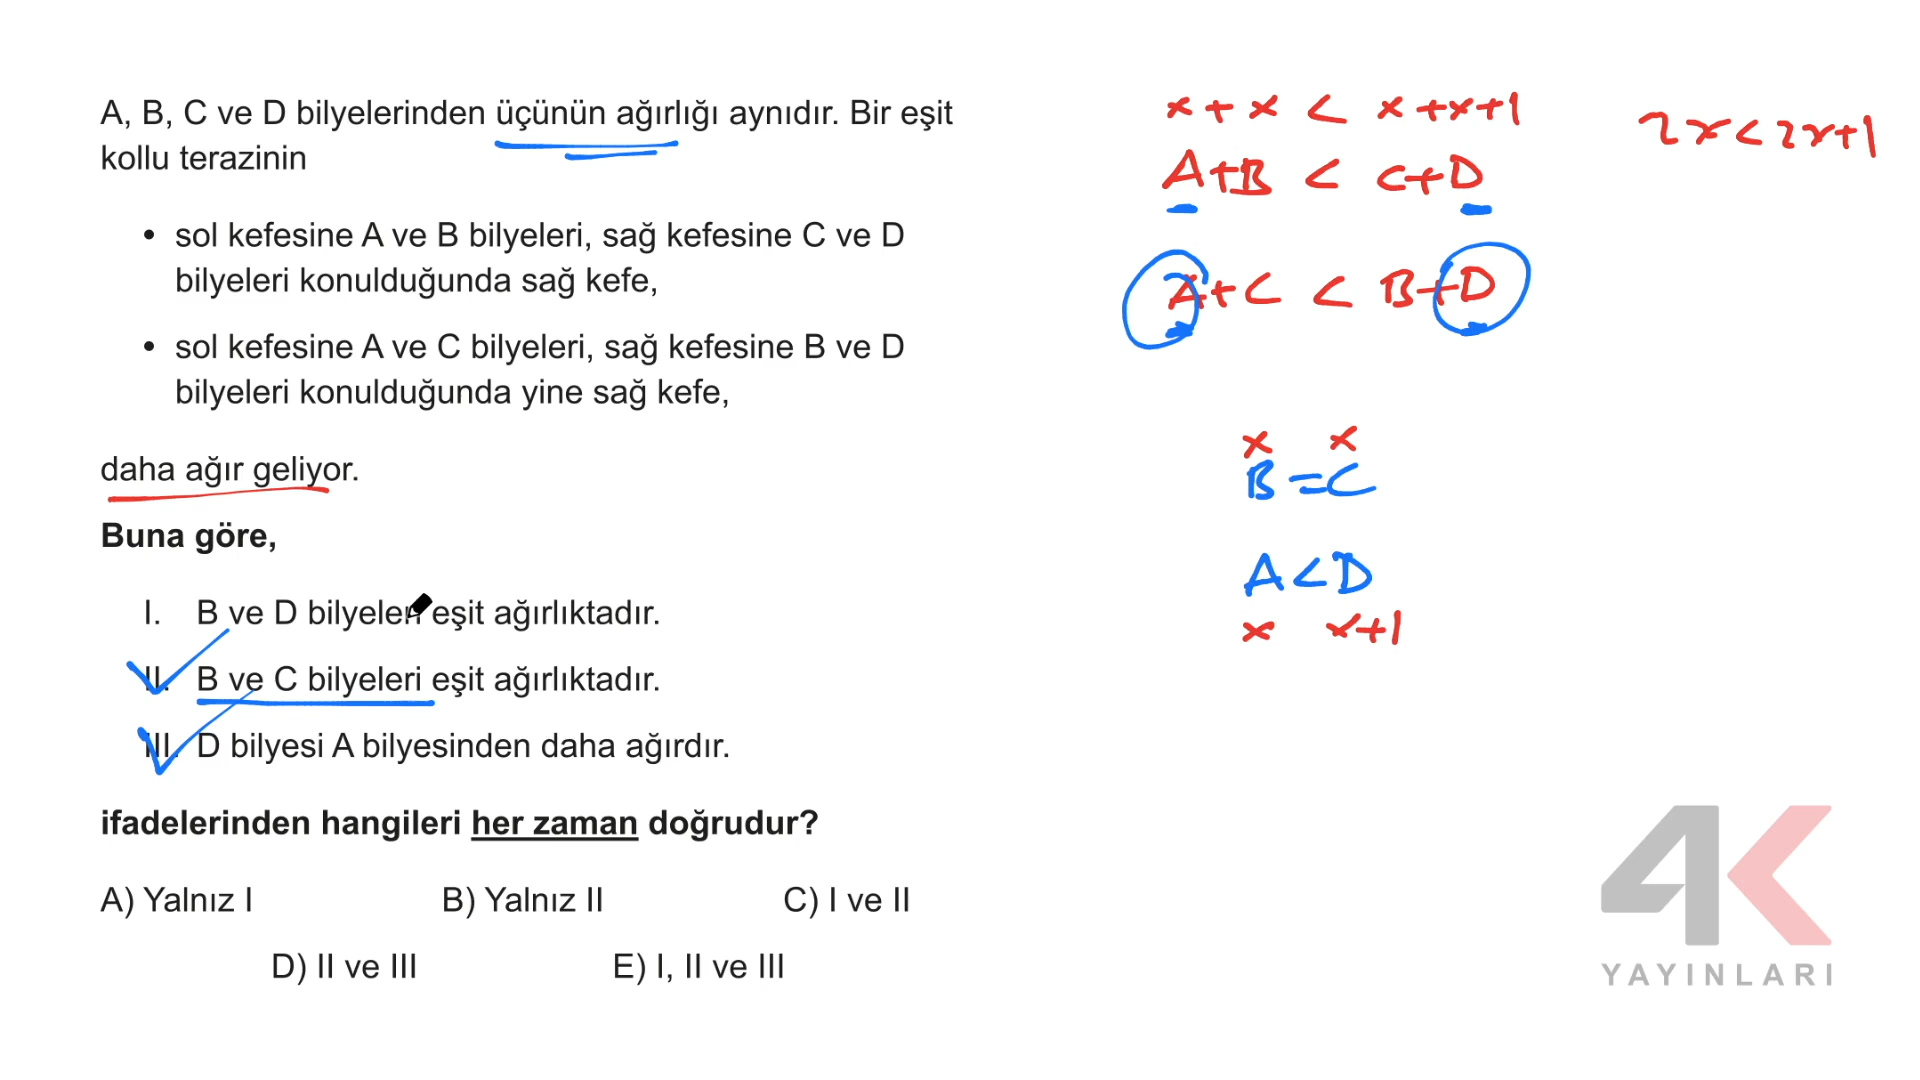 A, B, C ve D bilyelerinden üçünün ağırlığı aynıdır. Bir eşit
kollu terazinin
• sol kefesine A ve B bilyeleri, sağ kefesine C ve D
bilyeleri konulduğunda sağ kefe,
• sol kefesine A ve C bilyeleri, sağ kefesine B ve D
bilyeleri konulduğunda yine sağ kefe,
daha ağır geliyor.
Buna göre,
I. B ve D bilyeleri eşit ağırlıktadır.
II. B ve C bilyeleri eşit ağırlıktadır.
III. D bilyesi A bilyesinden daha ağırdır.
ifadelerinden hangileri her zaman doğrudur?
A) Yalnız I B) Yalnız II C) I ve II
D) II ve III E) I, II ve III
x + x < x + x + 1
2x < 2x + 1
A + B < C + D
A + C < B + D
x x
B = C
A < D
x x + 1
4K
YAYINLARI